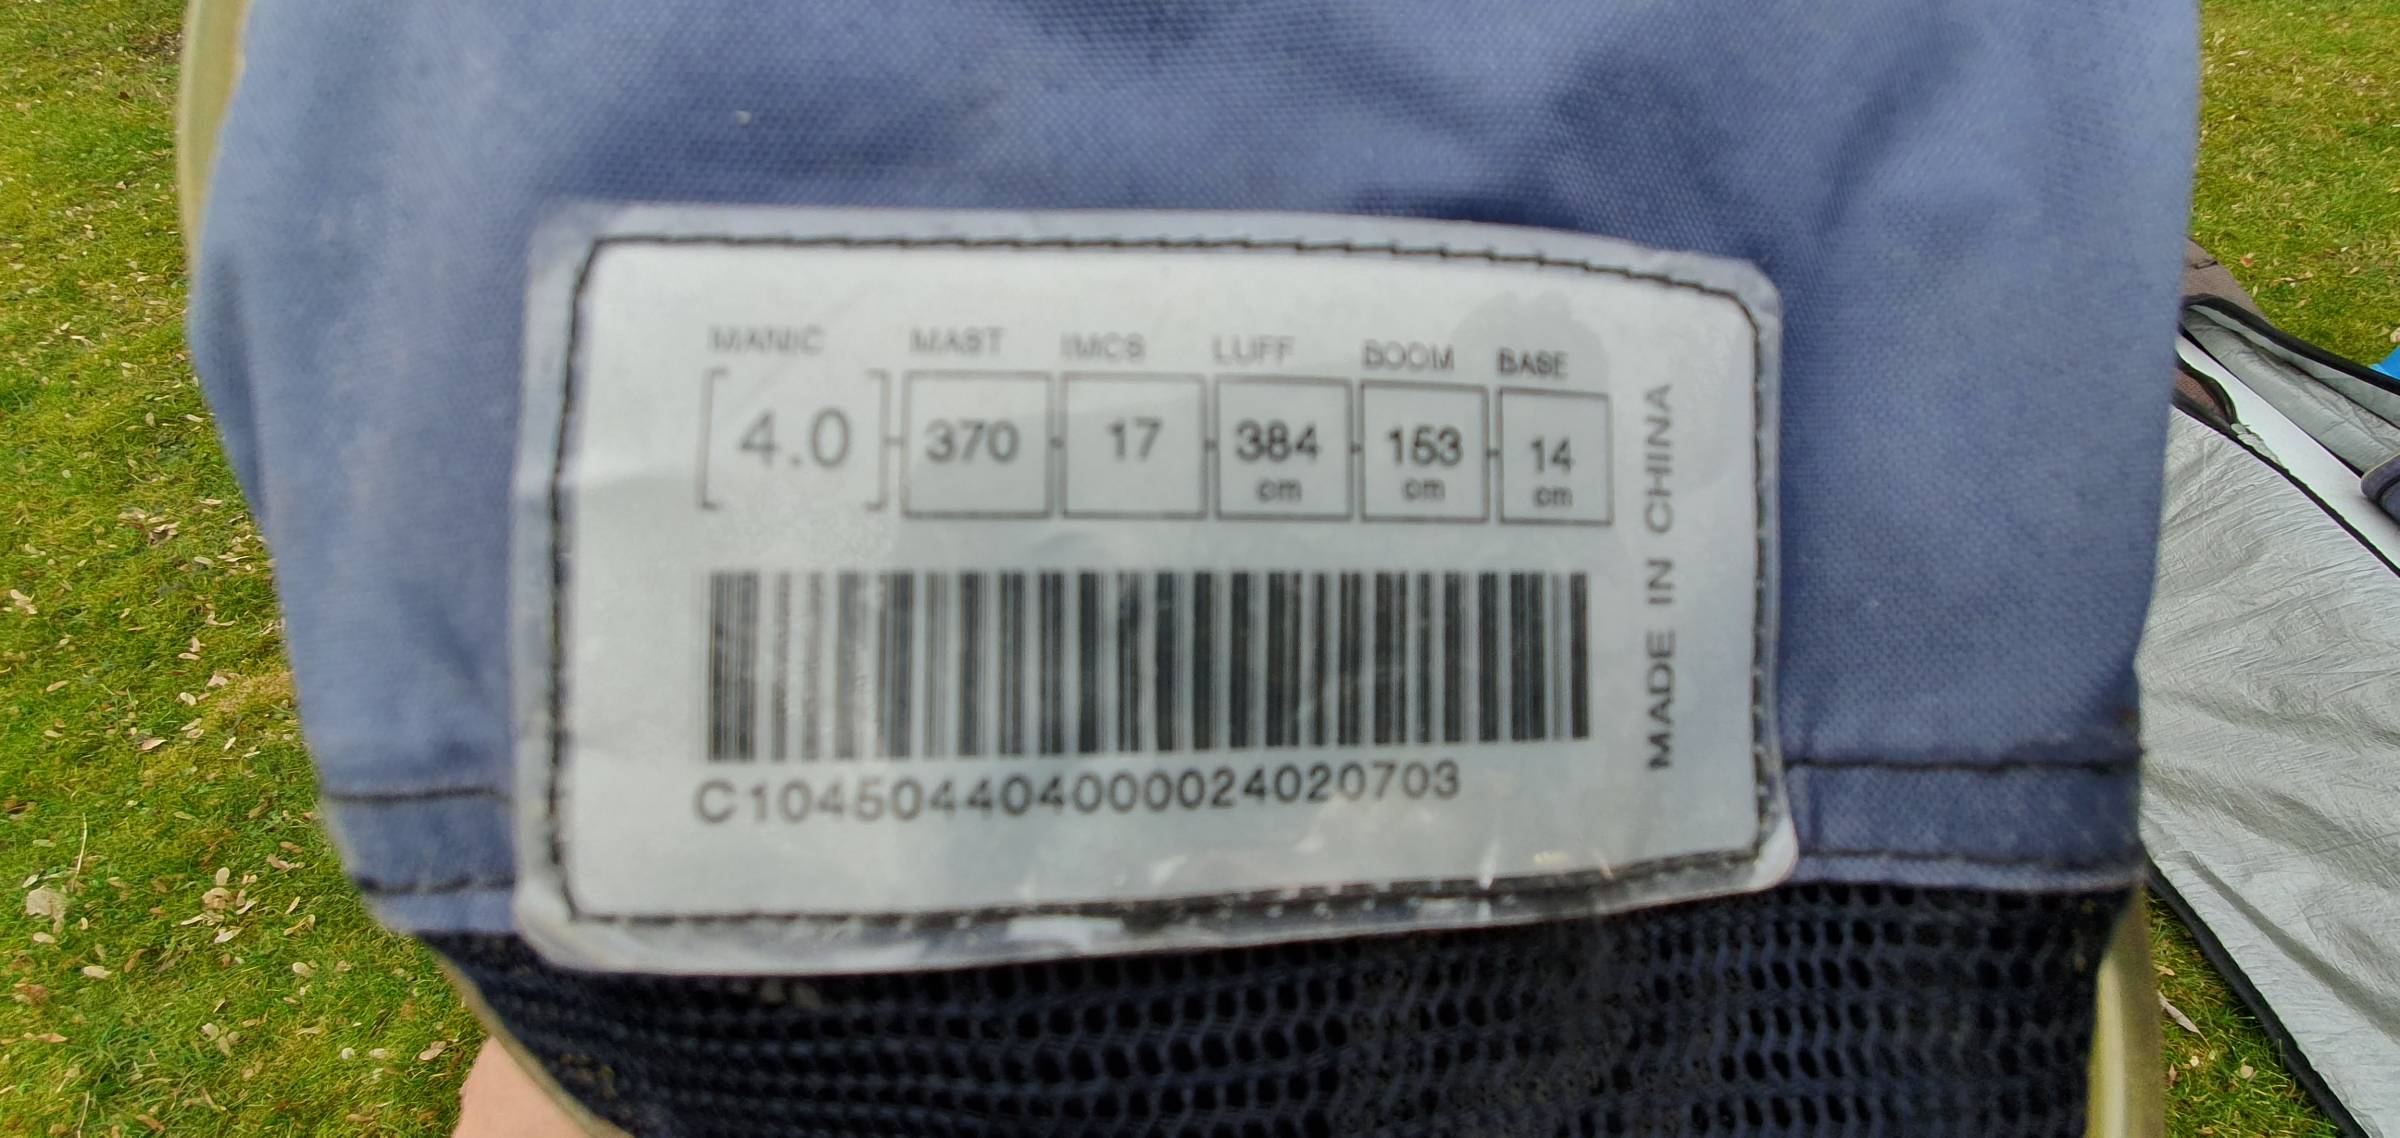 MANIC MAST IMCS LUFF BOOM BASE
[4.0]-370-17-384-153-14
cm cm cm
C104504404000024020703
MADE IN CHINA